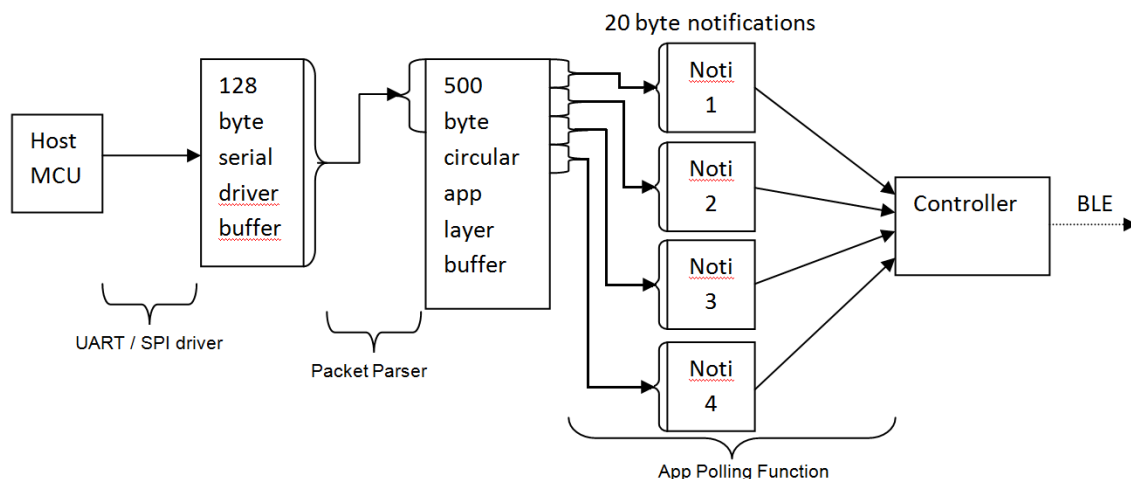 20 byte notifications
Host
MCU
128
byte
serial
driver
buffer
500
byte
circular
app
layer
buffer
Noti
1
Noti
2
Noti
3
Noti
4
Controller
BLE
UART / SPI driver
Packet Parser
App Polling Function